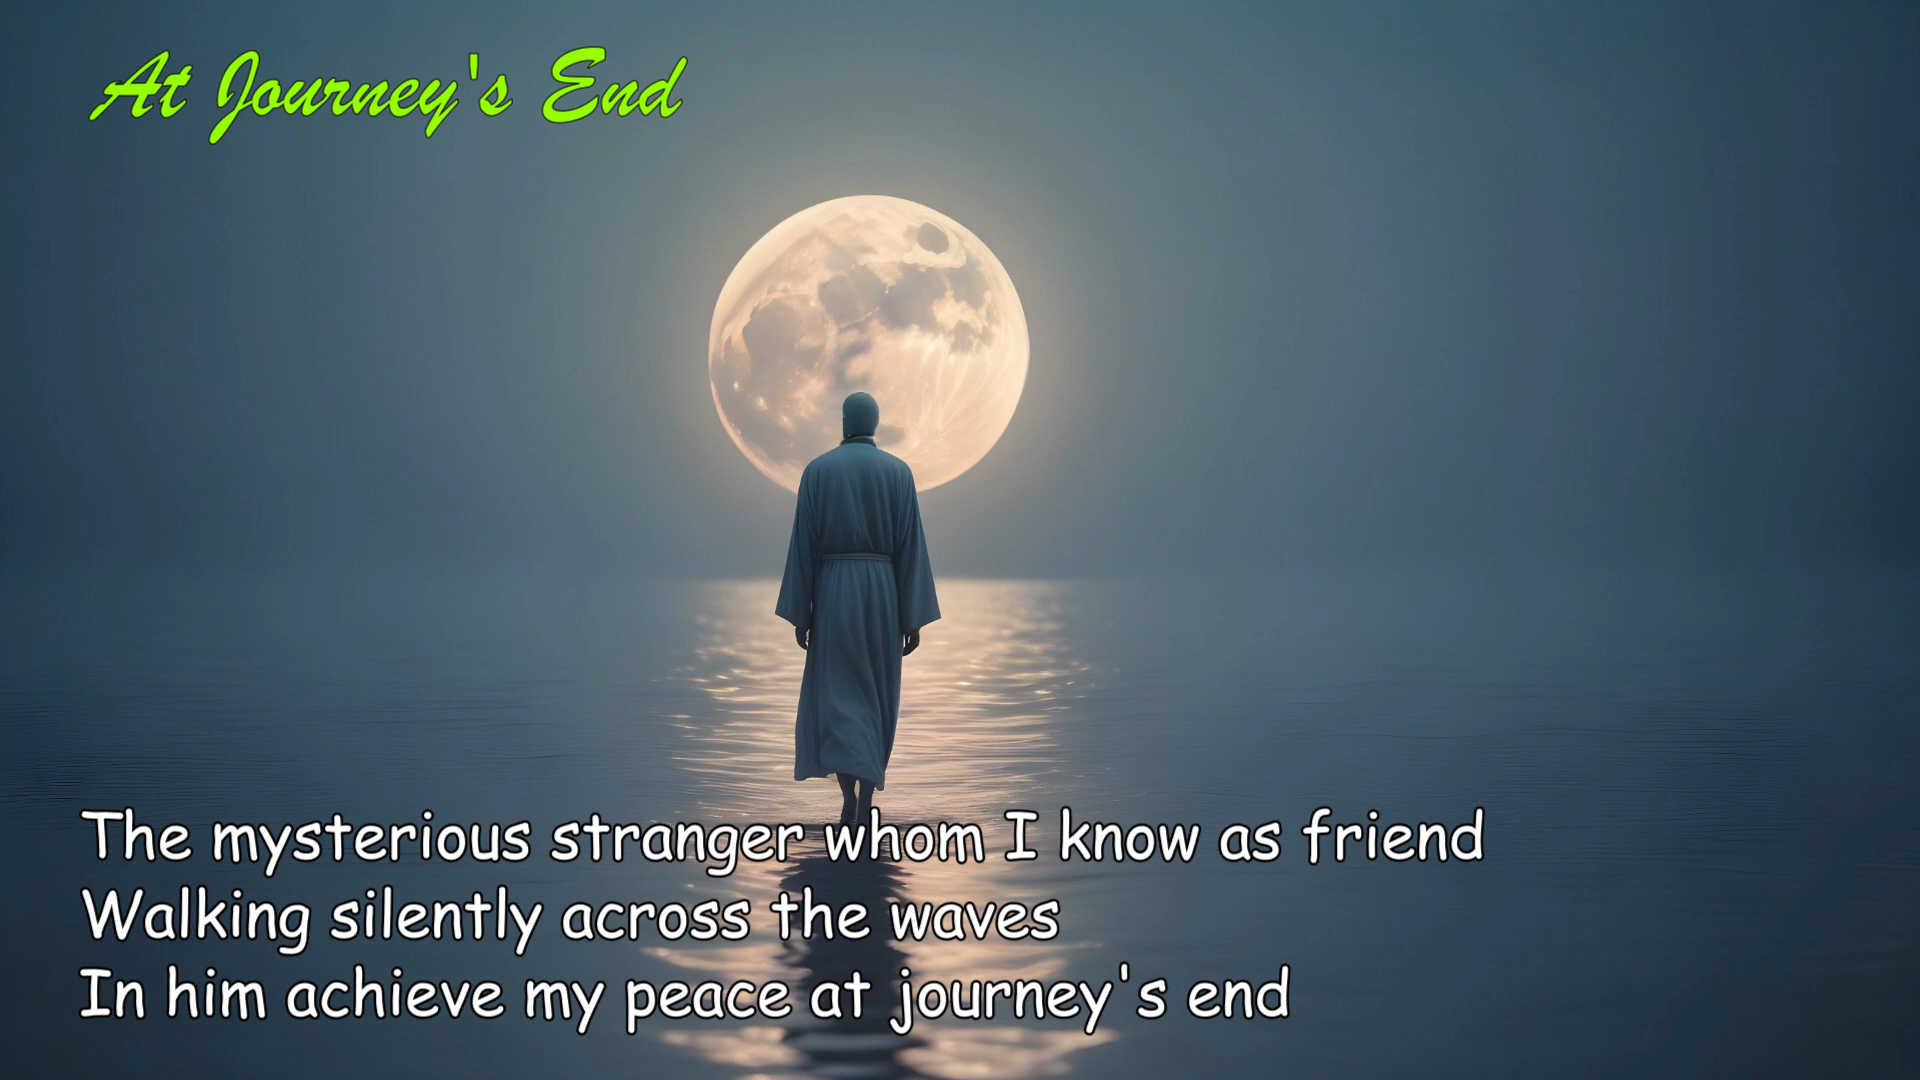 At Journey's End
The mysterious stranger whom I know as friend
Walking silently across the waves
In him achieve my peace at journey's end